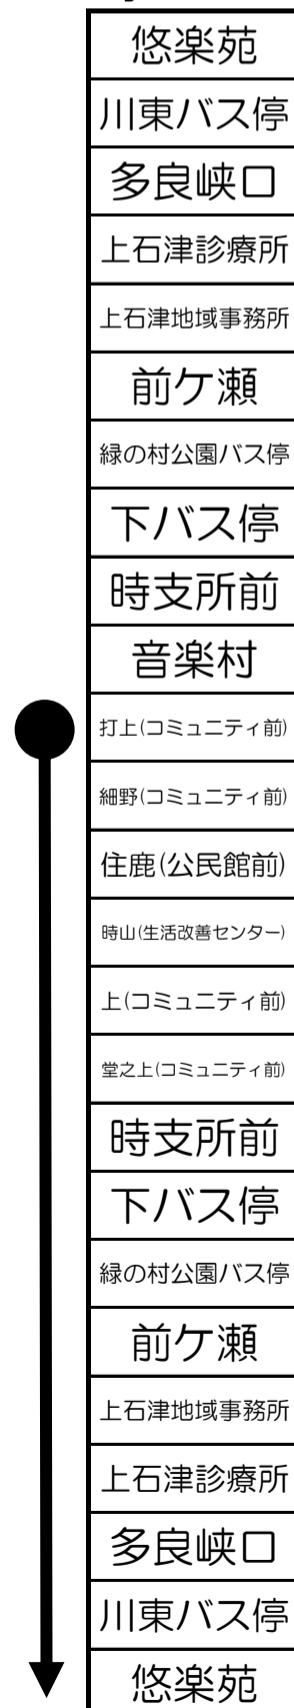 悠楽苑
川東バス停
多良峡口
上石津診療所
上石津地域事務所
前ケ瀬
緑の村公園バス停
下バス停
時支所前
音楽村
打上(コミュニティ前)
細野(コミュニティ前)
住鹿(公民館前)
時山(生活改善センター)
上(コミュニティ前)
堂之上(コミュニティ前)
時支所前
下バス停
緑の村公園バス停
前ケ瀬
上石津地域事務所
上石津診療所
多良峡口
川東バス停
悠楽苑